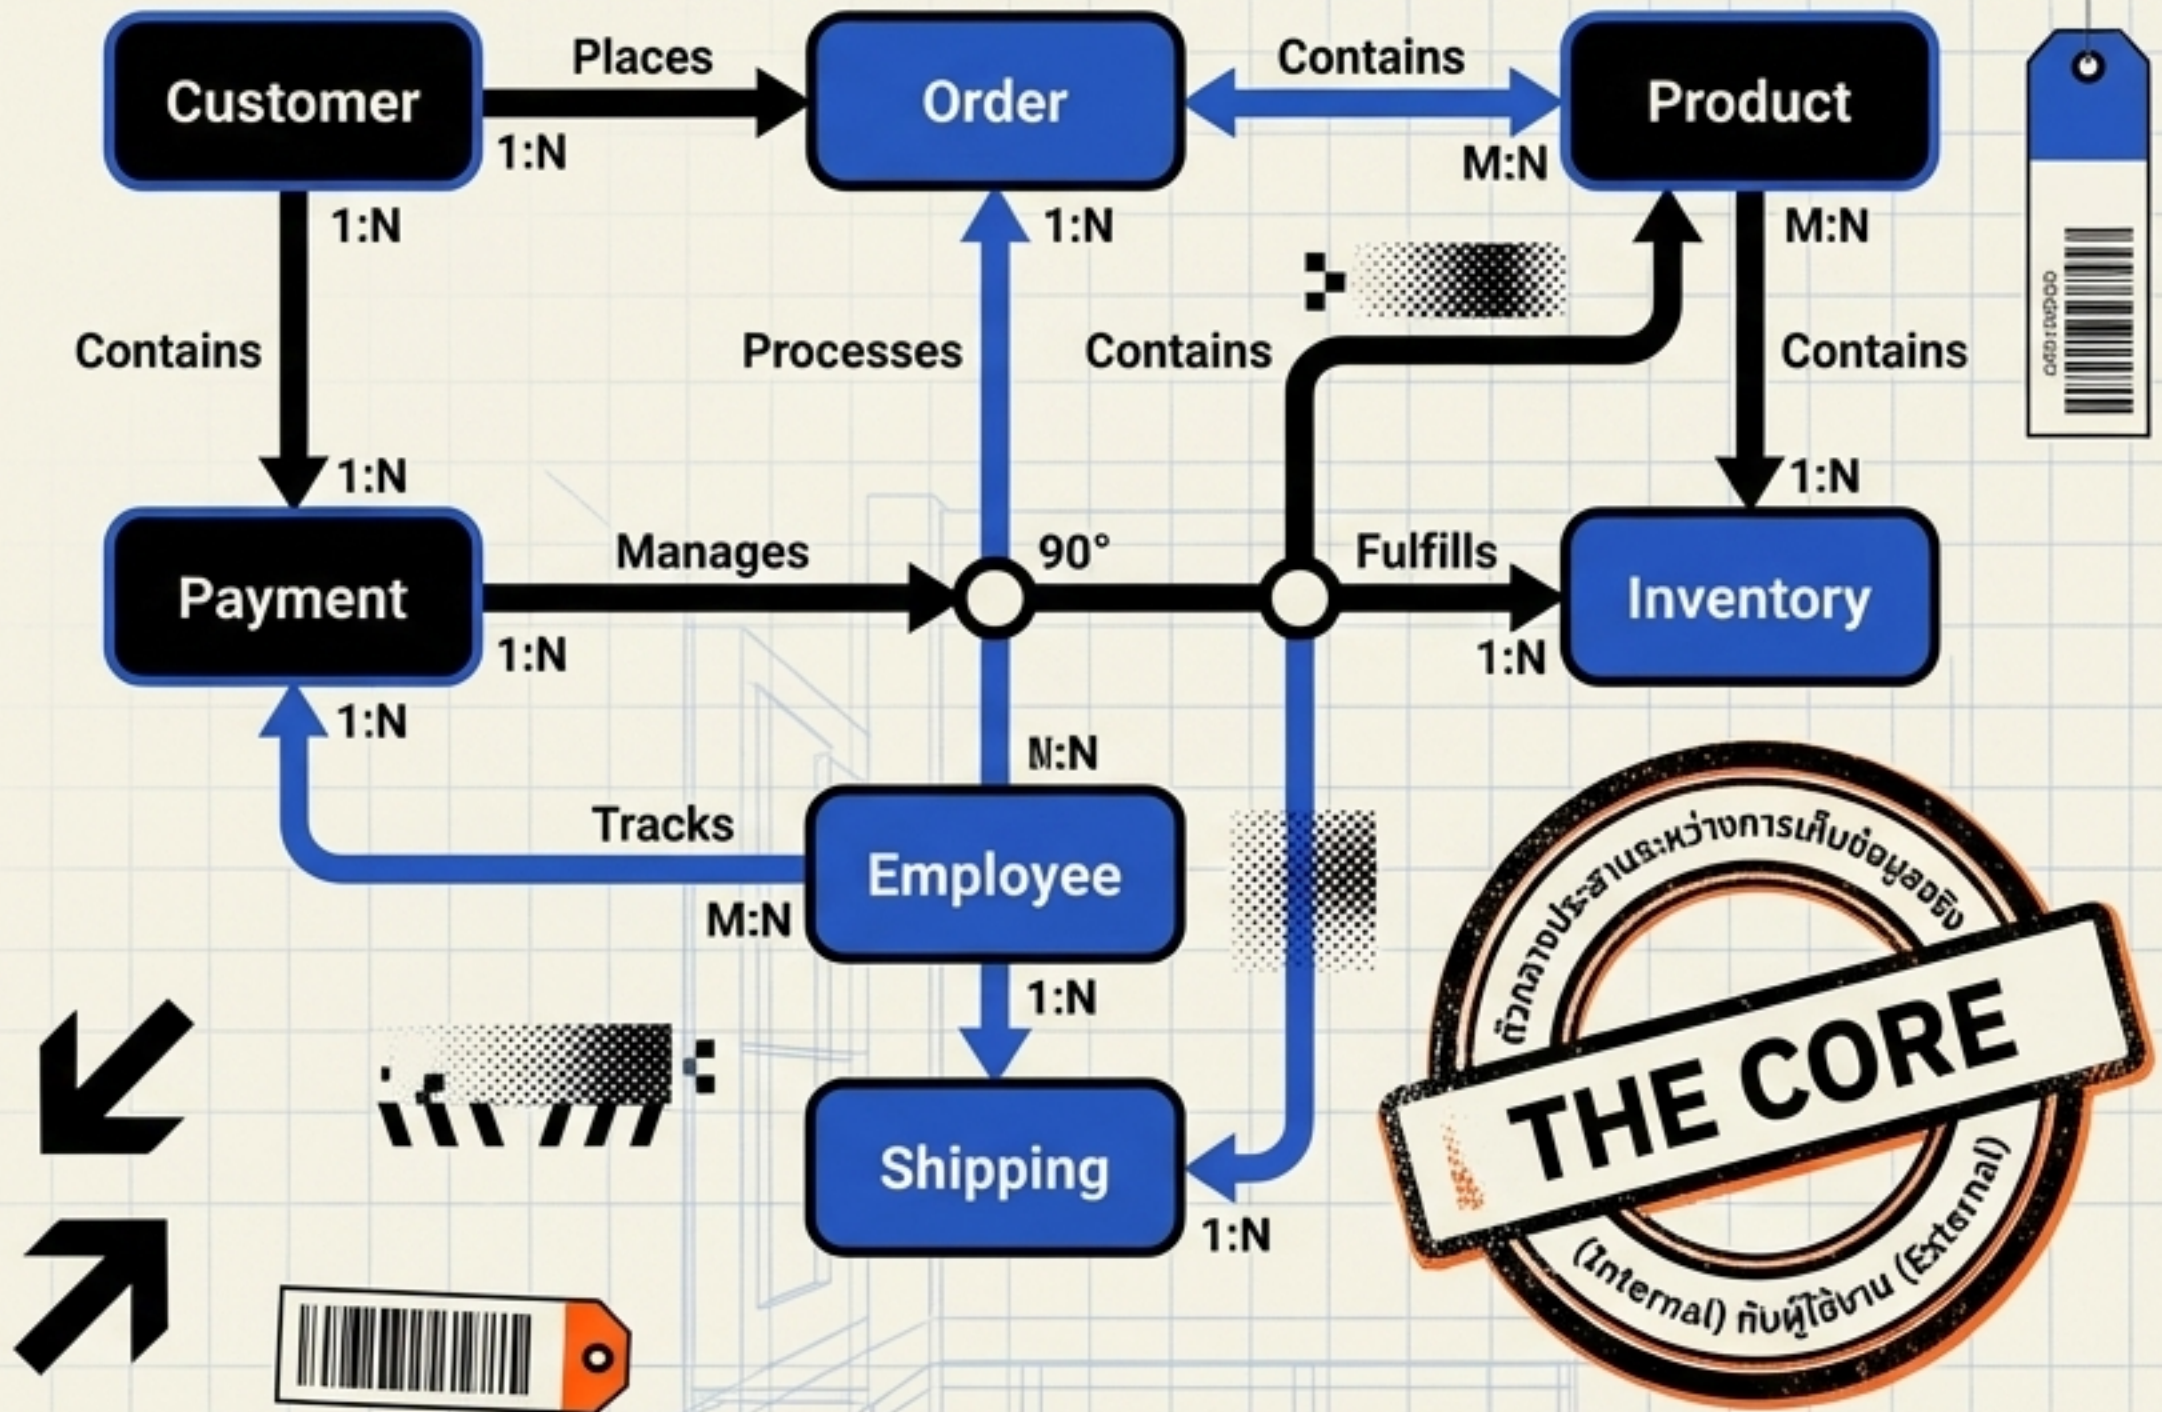 Customer
Places
Order
Contains
Product
1:N
M:N
1:N
1:N
M:N
Contains
Processes
Contains
Contains
1:N
1:N
Payment
Manages
90°
Fulfills
Inventory
1:N
1:N
1:N
N:N
Tracks
Employee
M:N
1:N
Shipping
1:N
THE CORE
(Internal) กับผู้ใช้งาน (External)